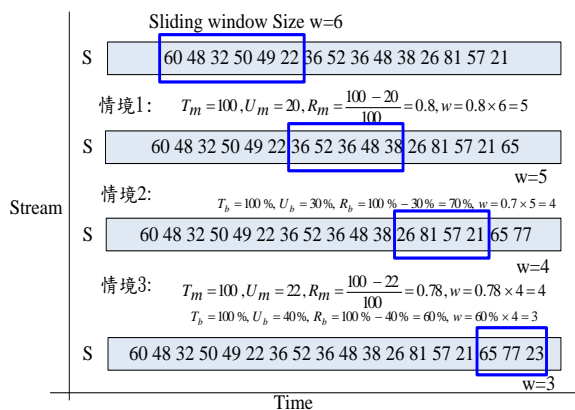 Sliding window Size w=6
S 60 48 32 50 49 22 36 52 36 48 38 26 81 57 21
情境1: T_m = 100 , U_m = 20 , R_m = \frac{100 - 20}{100} = 0.8 , w = 0.8 × 6 = 5
S 60 48 32 50 49 22 36 52 36 48 38 26 81 57 21 65
w=5
情境2: T_b = 100 %, U_b = 30%, R_b = 100 % − 30% = 70%, w = 0.7 × 5 = 4
Stream
S 60 48 32 50 49 22 36 52 36 48 38 26 81 57 21 65 77
w=4
情境3: T_m = 100 , U_m = 22 , R_m = \frac{100 - 22}{100} = 0.78 , w = 0.78 × 4 = 4
T_b = 100 %, U_b = 40%, R_b = 100 % − 40% = 60%, w = 60% × 4 = 3
S 60 48 32 50 49 22 36 52 36 48 38 26 81 57 21 65 77 23
w=3
Time